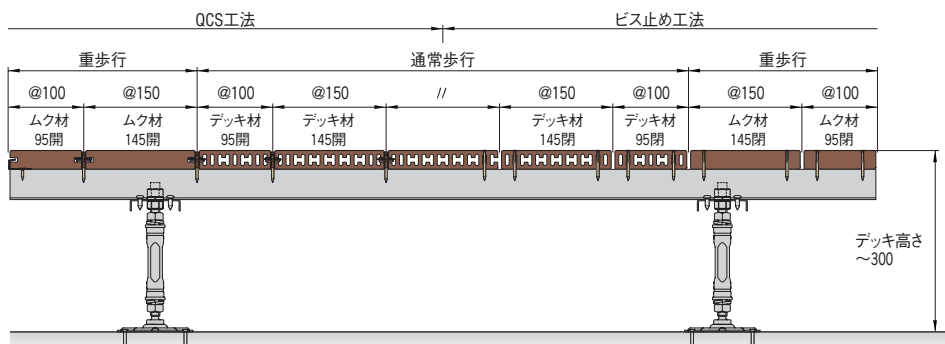 QCS工法 ビス止め工法
重歩行 通常歩行 重歩行
@100 @150 @100 @150 〃 @150 @100 @150 @100
ムク材 ムク材 デッキ材 デッキ材 デッキ材 デッキ材 ムク材 ムク材
95開 145開 95開 145開 145閉 95閉 145閉 95閉
デッキ高さ
～300